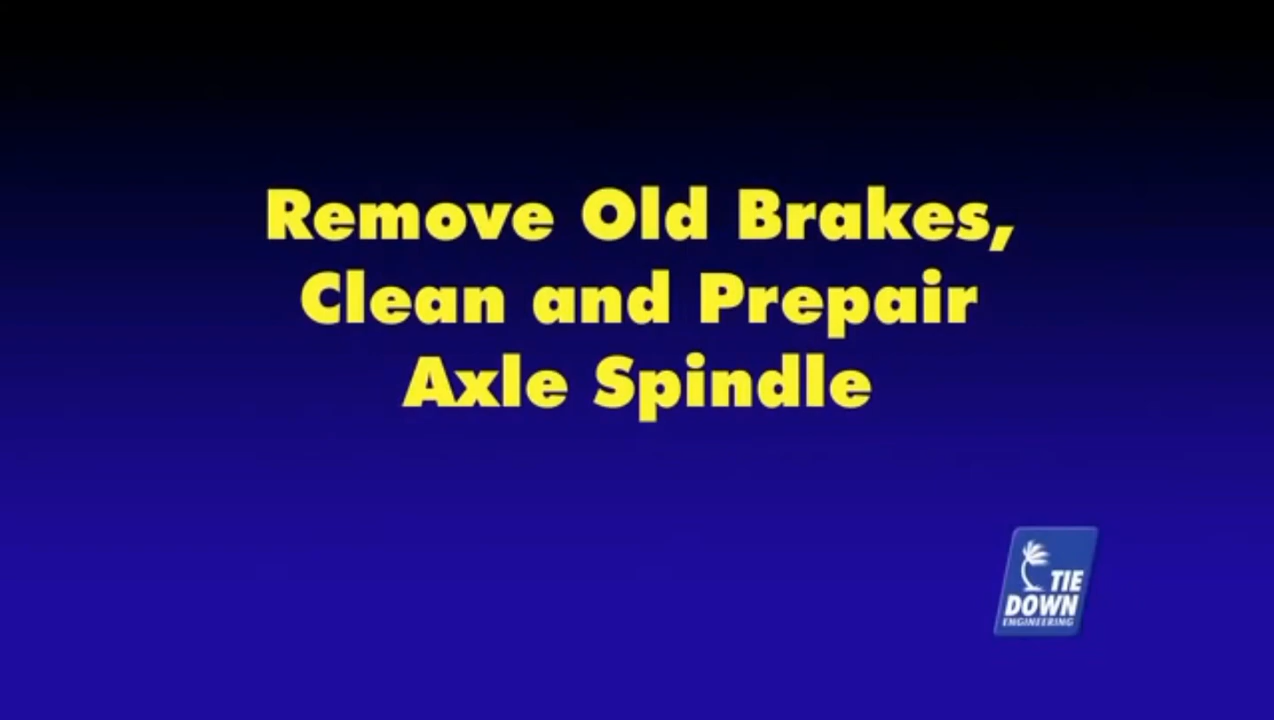 Remove Old Brakes,
Clean and Prepair
Axle Spindle
TIE
DOWN
ENGINEERING